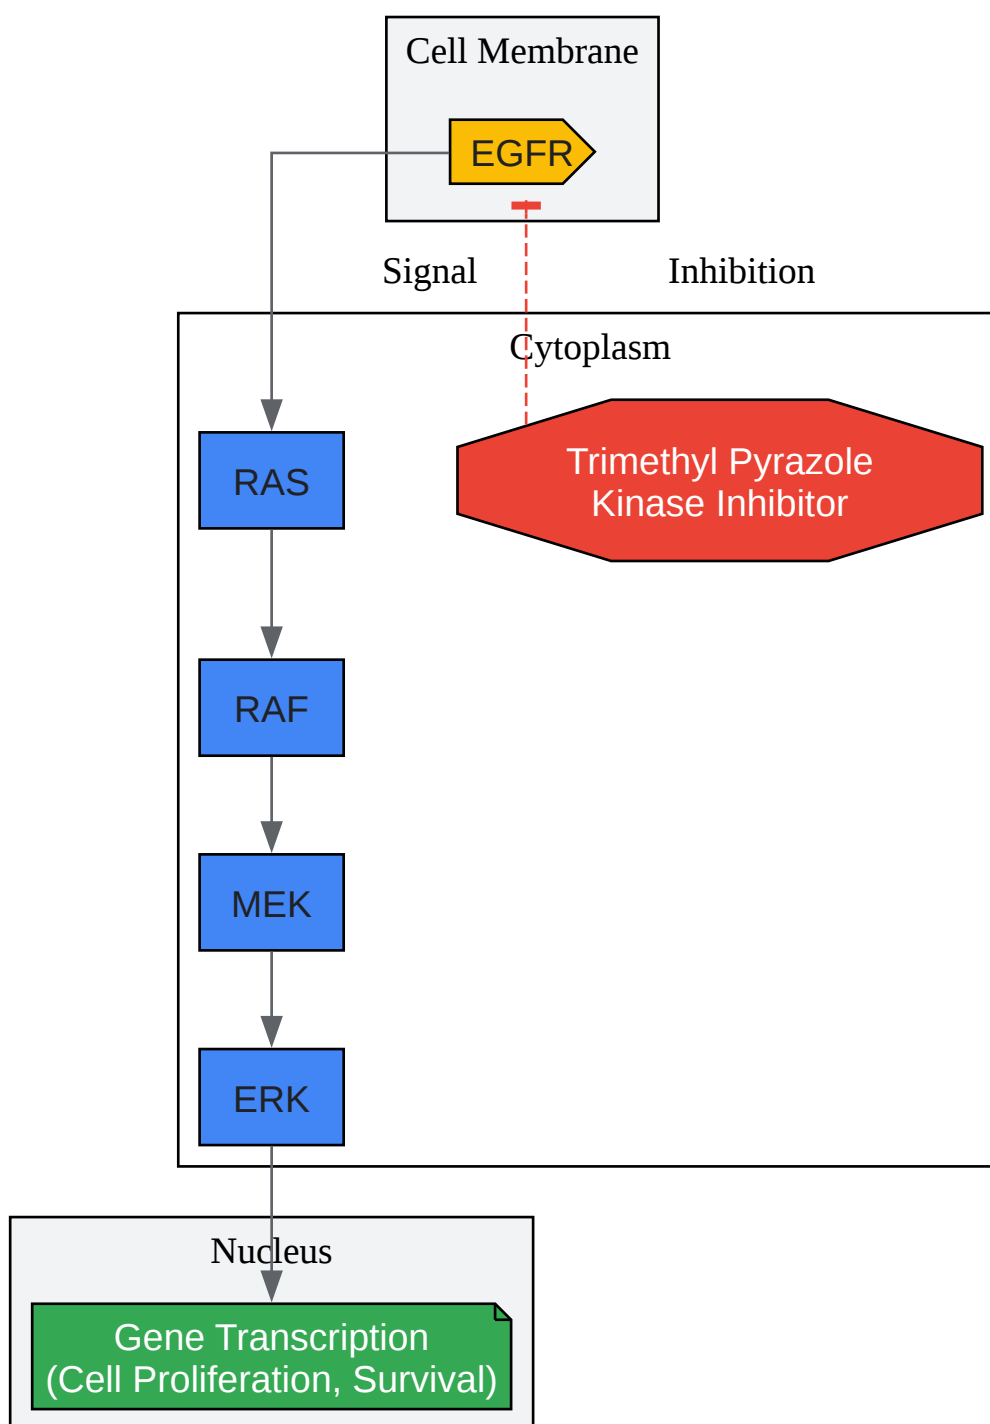 Cell Membrane
EGFR
Signal
Inhibition
Cytoplasm
RAS
Trimethyl Pyrazole
Kinase Inhibitor
RAF
MEK
ERK
Nucleus
Gene Transcription
(Cell Proliferation, Survival)